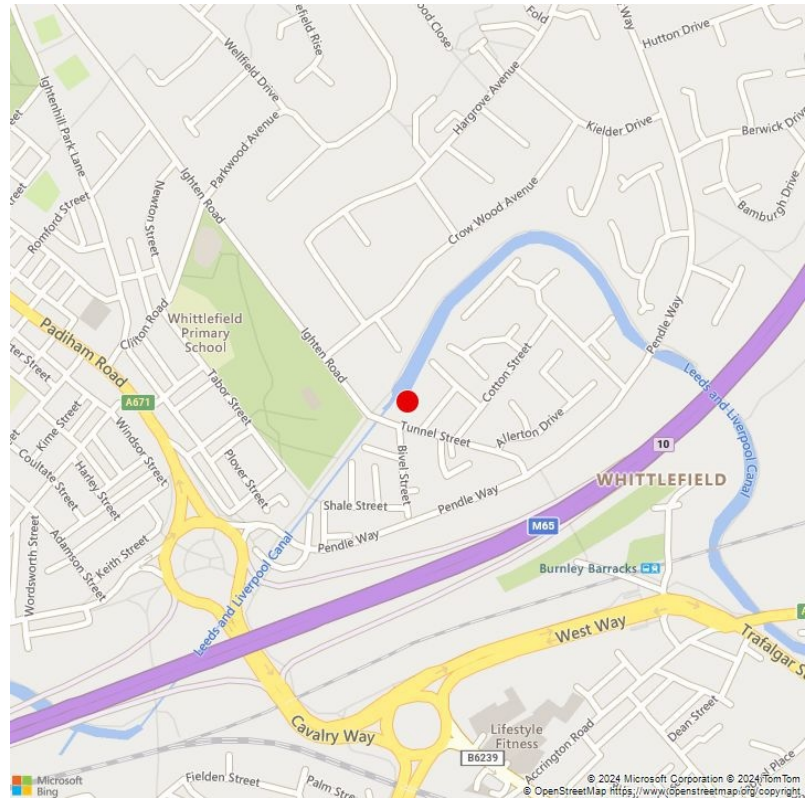 Hutton Drive
Fold
Way
Wellfield Drive
Hargrove Avenue
Ightenhill Park Lane
Parkwood Avenue
Kielder Drive
Berwick Drive
Newton Street
Ighten Road
Romford Street
Crow Wood Avenue
Bamburgh Drive
Whittlefield
Primary
School
Clifton Road
Padiham Road
Ighten Road
Pendle Way
Cotton Street
Leeds and Liverpool Canal
A671
Tabor Street
Kime Street
Windsor Street
Tunnel Street
Allerton Drive
Coultate Street
Harley Street
Plover Street
Bivel Street
10
WHITTLEFIELD
Shale Street
Pendle Way
M65
Wordsworth Street
Adamson Street
Keith Street
Pendle Way
Burnley Barracks
Leeds and Liverpool Canal
West Way
Cavalry Way
Dean Street
Lifestyle
Fitness
Accrington Road
B6239
Fielden Street
Palm
Place
Microsoft
Bing
© 2024 Microsoft Corporation © 2024 TomTom
© OpenStreetMap https://www.openstreetmap.org/copyright